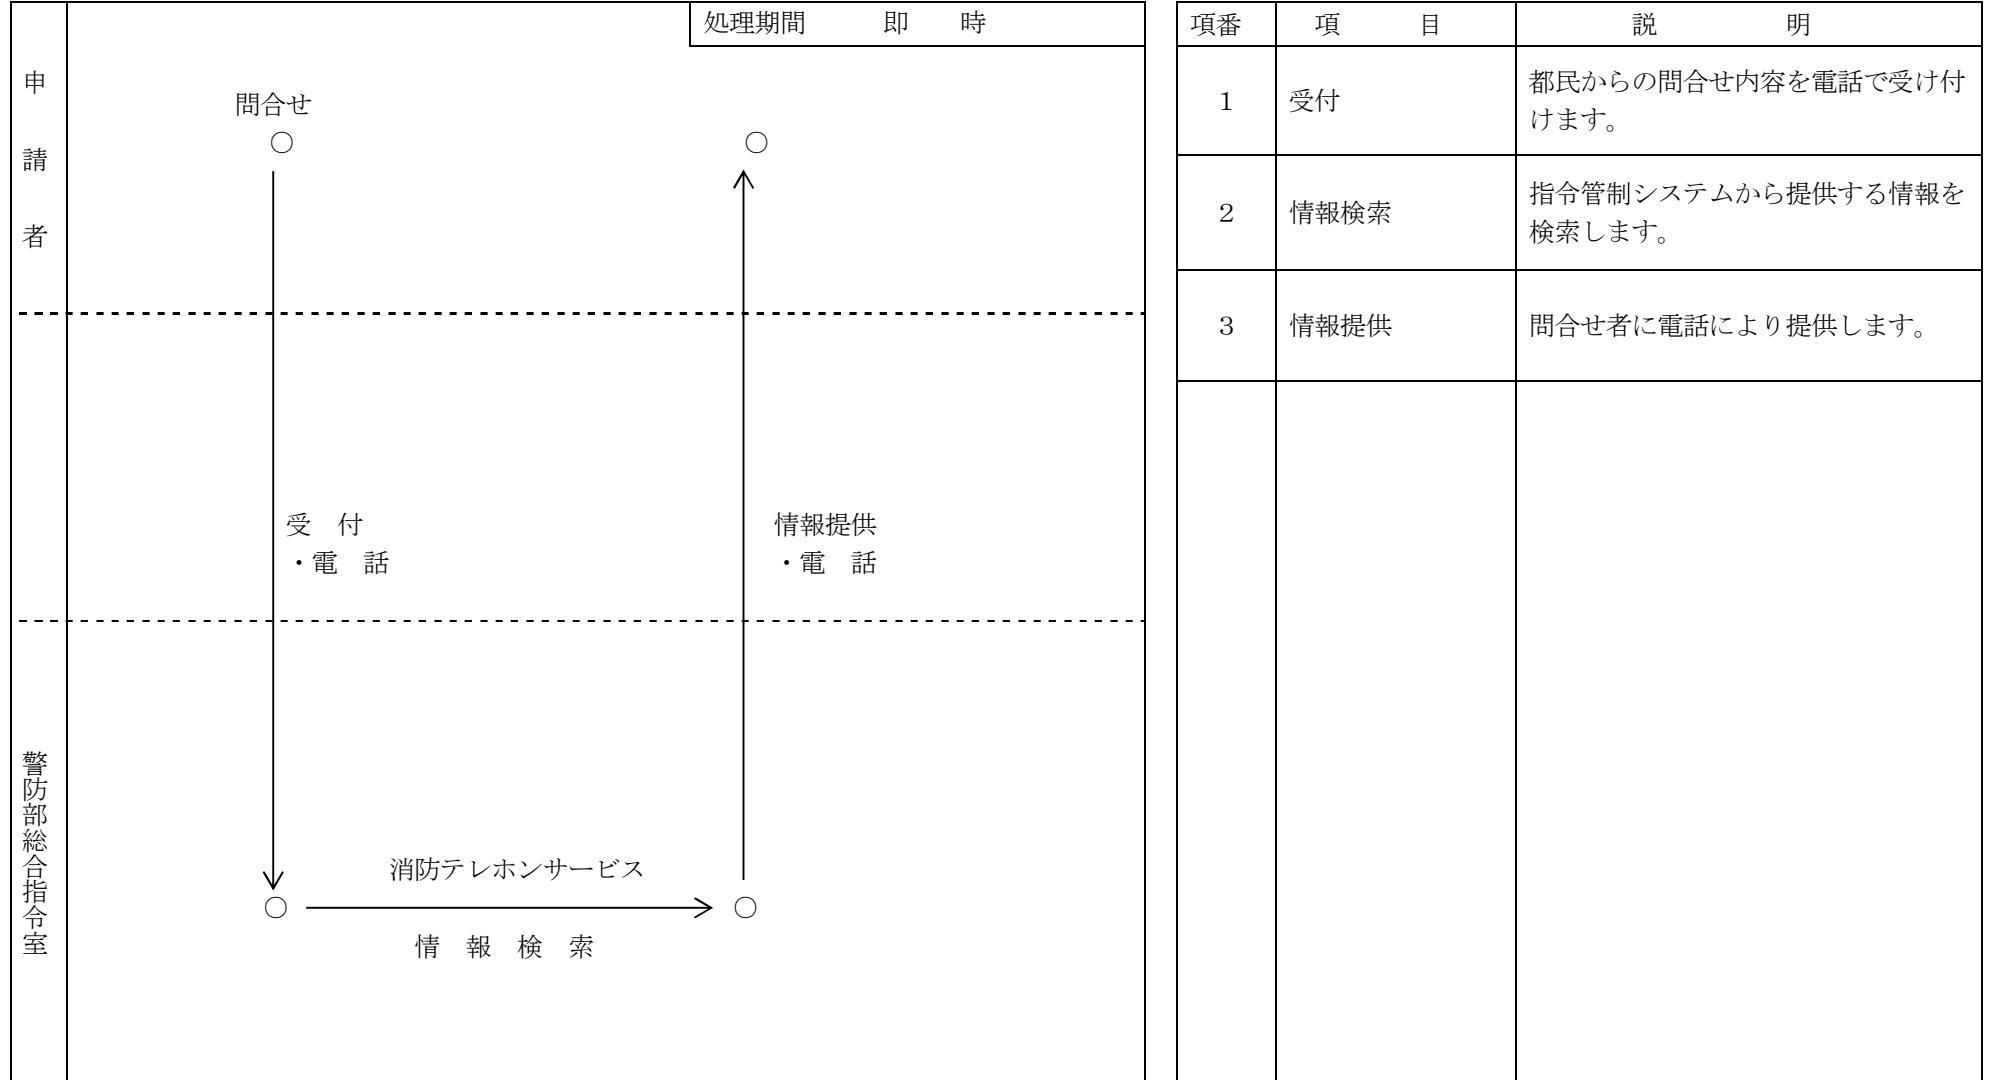 処理期間　　　即　　時
申請者
問合せ
○　○
受　付
・電　話
情報提供
・電　話
警防部総合指令室
消防テレホンサービス
○　○
情　報　検　索
項番　項　　　目　説　　　　　明
１　受付　都民からの問合せ内容を電話で受け付
けます。
２　情報検索　指令管制システムから提供する情報を
検索します。
３　情報提供　問合せ者に電話により提供します。